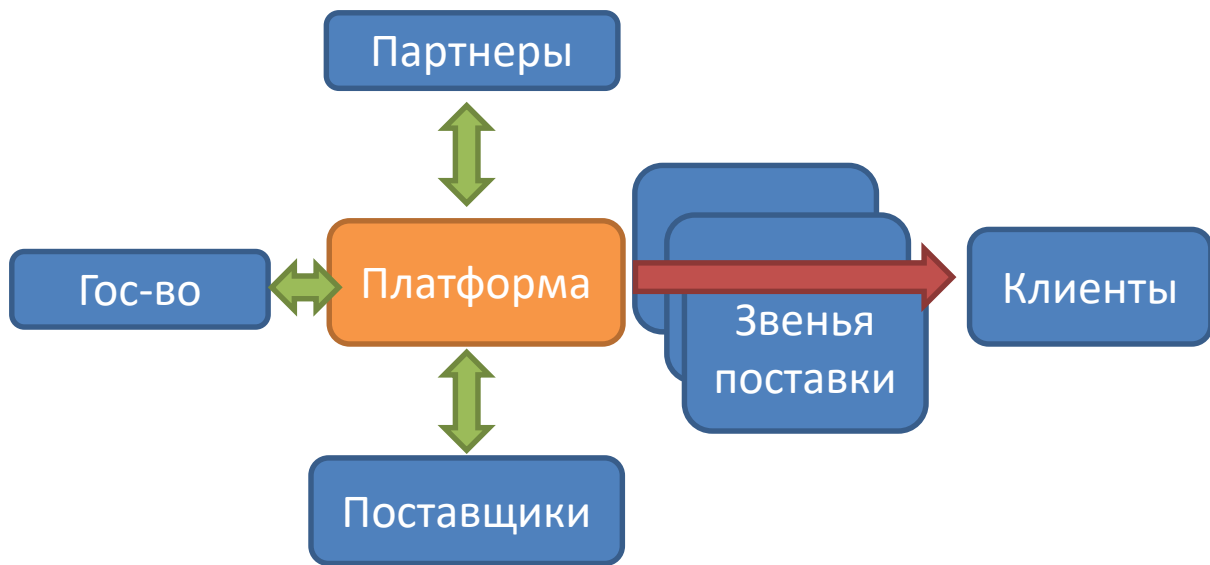 Партнеры
Гос-во
Платформа
Звенья
поставки
Клиенты
Поставщики